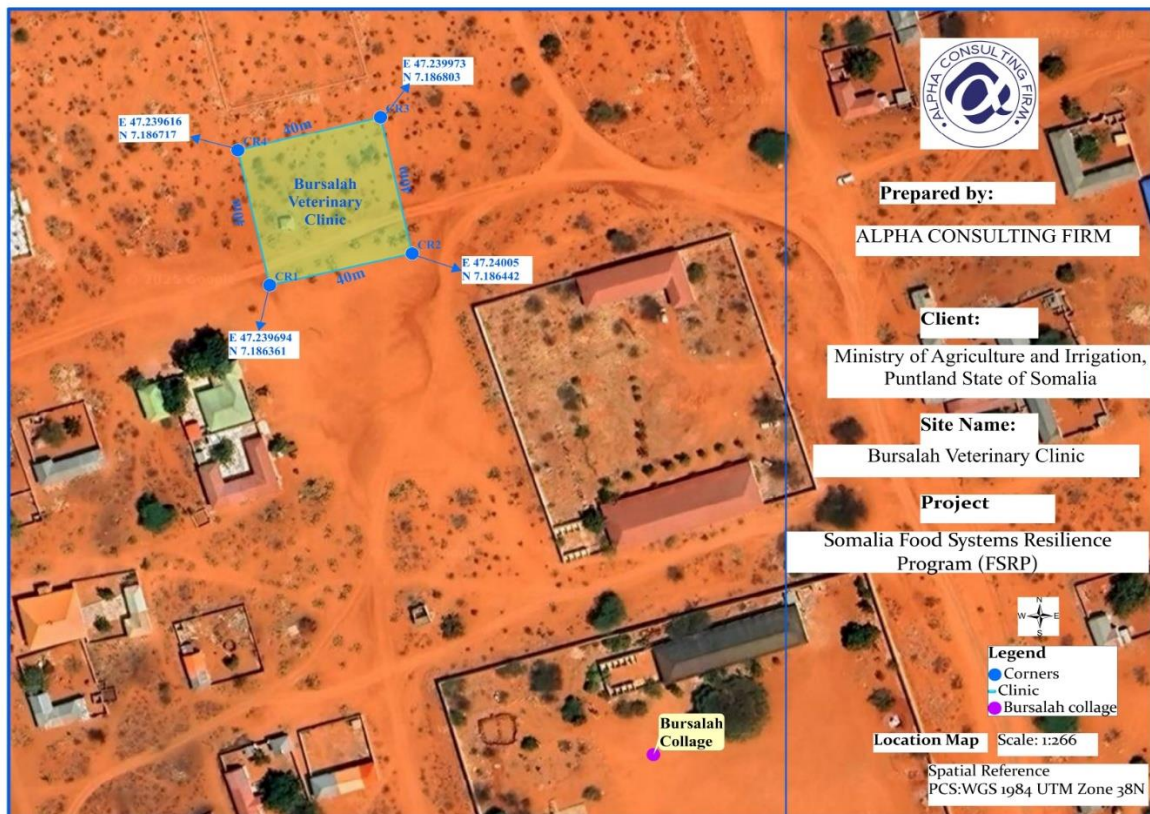 E 47.239973
N 7.186803
CR3
E 47.239616
N 7.186717
CR4
40m
40m
40m
40m
Bursalah
Veterinary
Clinic
CR2
E 47.24005
N 7.186442
CR1
E 47.239694
N 7.186361
Bursalah
Collage
ALPHA CONSULTING FIRM
Prepared by:
ALPHA CONSULTING FIRM
Client:
Ministry of Agriculture and Irrigation,
Puntland State of Somalia
Site Name:
Bursalah Veterinary Clinic
Project
Somalia Food Systems Resilience
Program (FSRP)
N
W E
S
Legend
Corners
Clinic
Bursalah collage
Location Map Scale: 1:266
Spatial Reference
PCS:WGS 1984 UTM Zone 38N